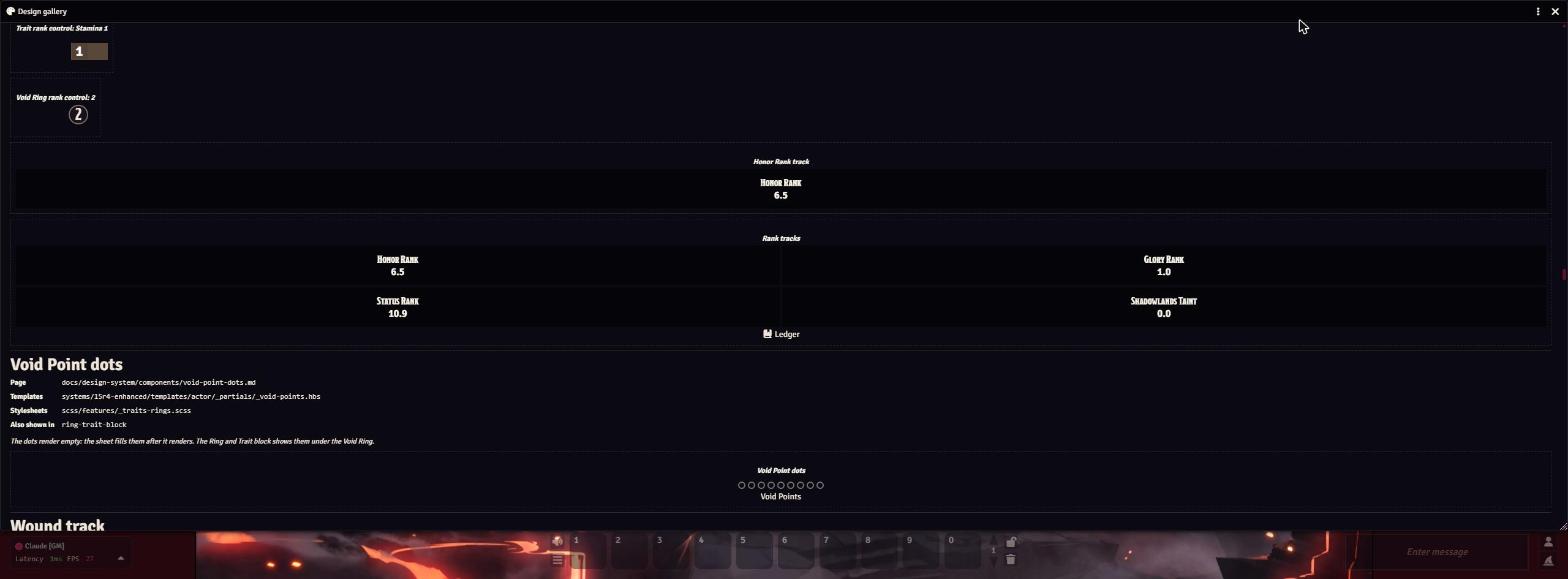 Design gallery
Trait rank control: Stamina 1
1
Void Ring rank control: 2
2
Honor Rank track
Honor Rank
6.5
Rank tracks
Honor Rank
6.5
Glory Rank
1.0
Status Rank
10.9
Shadowlands Taint
0.0
Ledger
Void Point dots
Page docs/design-system/components/void-point-dots.md
Templates systems/l5r4-enhanced/templates/actor/_partials/_void-points.hbs
Stylesheets scss/features/_traits-rings.scss
Also shown in ring-trait-block
The dots render empty: the sheet fills them after it renders. The Ring and Trait block shows them under the Void Ring.
Void Point dots
Void Points
Wound track
Claude [GM]
Latency 3ms FPS 27
1 2 3 4 5 6 7 8 9 0
1
Enter message